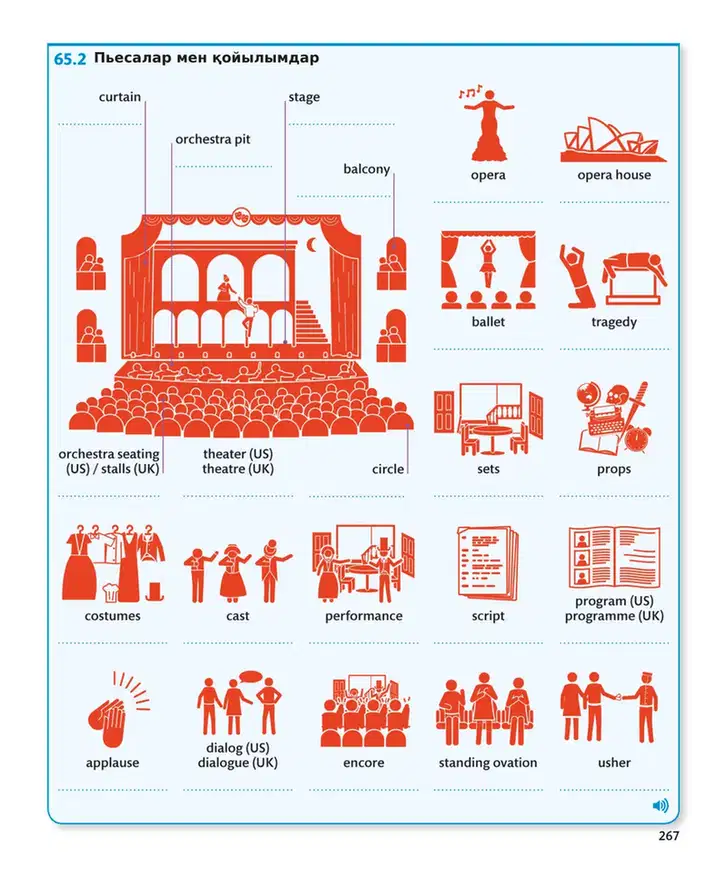 65.2 Пьесалар мен қойылымдар
curtain
stage
orchestra pit
balcony
opera
opera house
ballet
tragedy
orchestra seating
(US) / stalls (UK)
theater (US)
theatre (UK)
circle
sets
props
costumes
cast
performance
script
program (US)
programme (UK)
applause
dialog (US)
dialogue (UK)
encore
standing ovation
usher
267